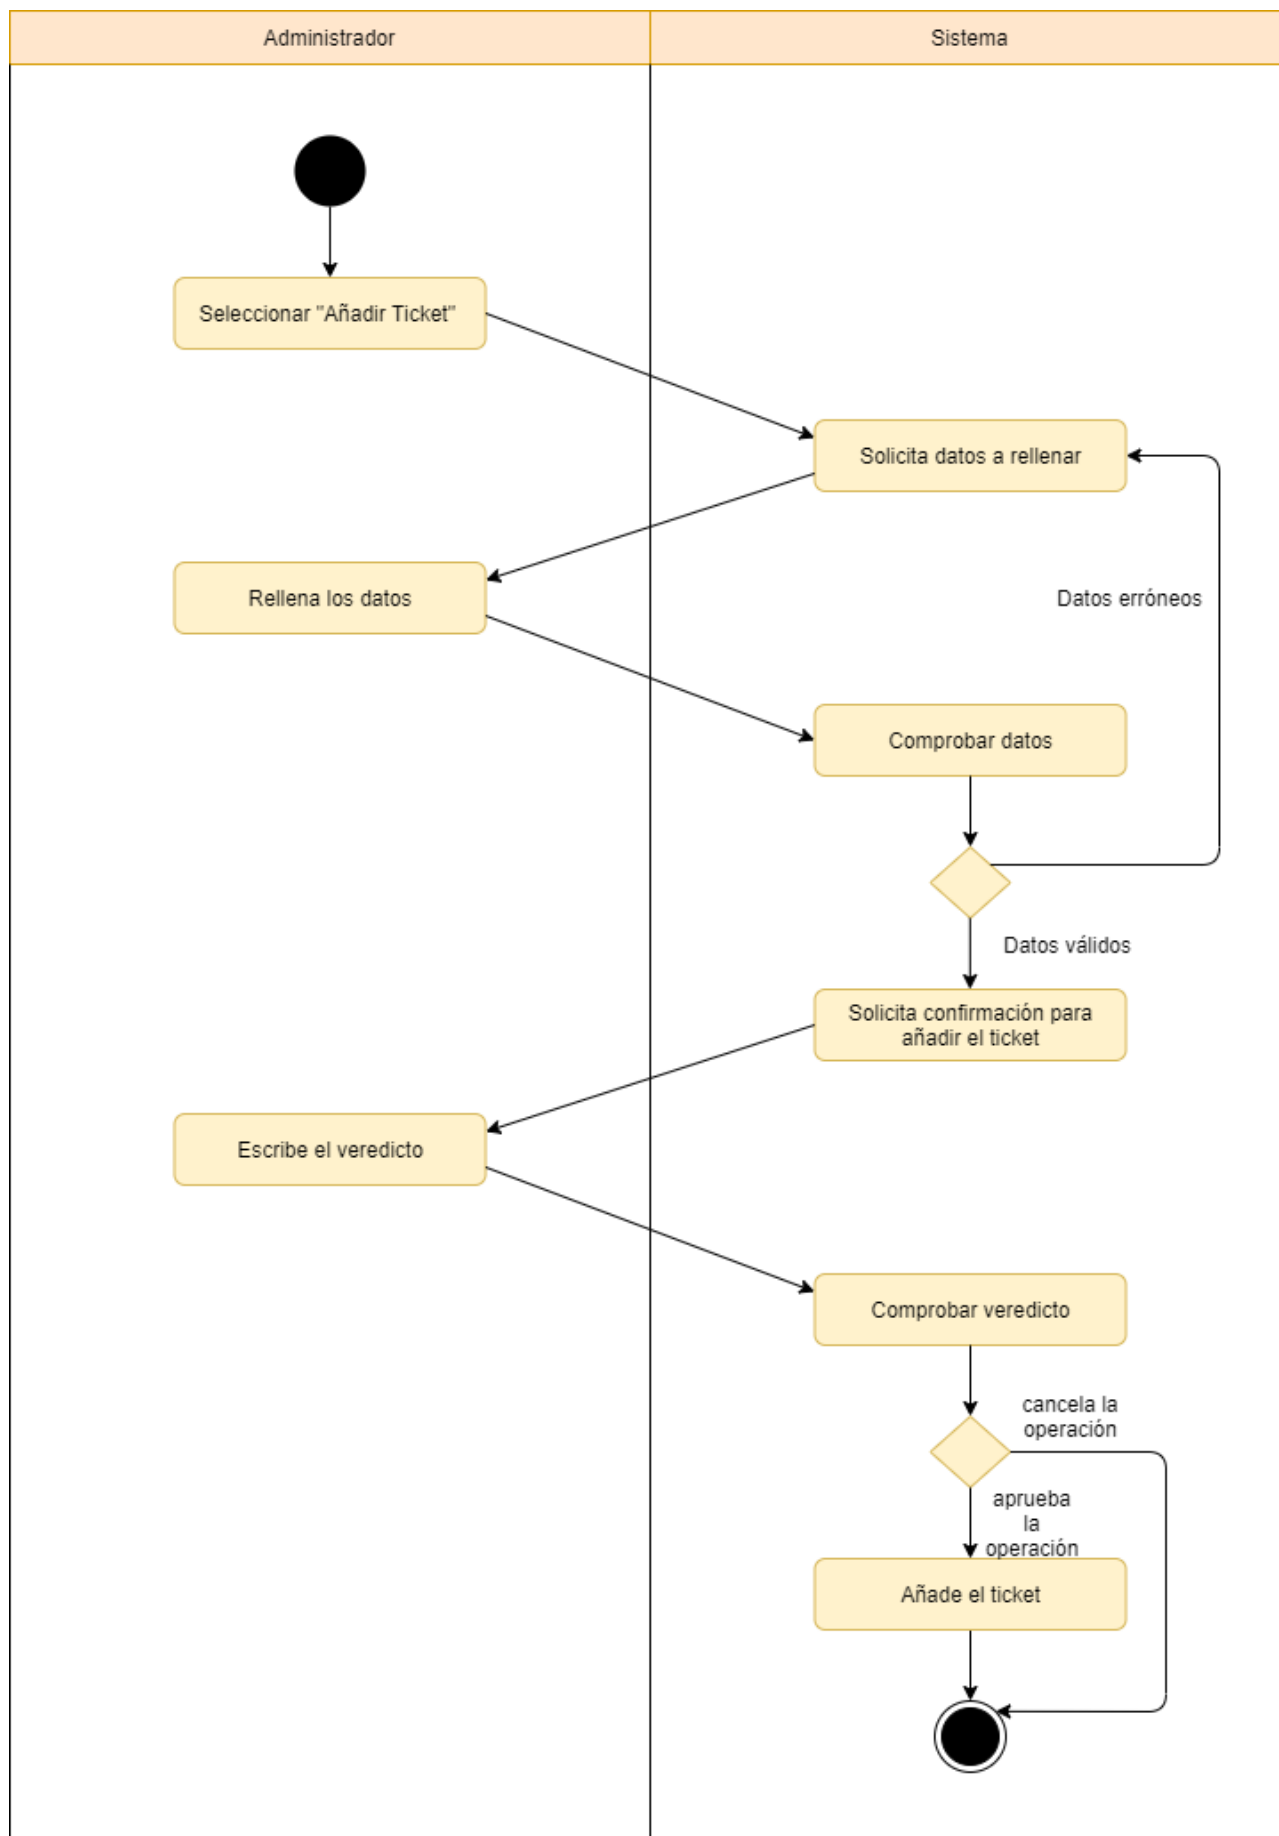 Administrador
Sistema
Seleccionar "Añadir Ticket"
Solicita datos a rellenar
Rellena los datos
Datos erróneos
Comprobar datos
Datos válidos
Solicita confirmación para
añadir el ticket
Escribe el veredicto
Comprobar veredicto
cancela la
operación
aprueba
la
operación
Añade el ticket